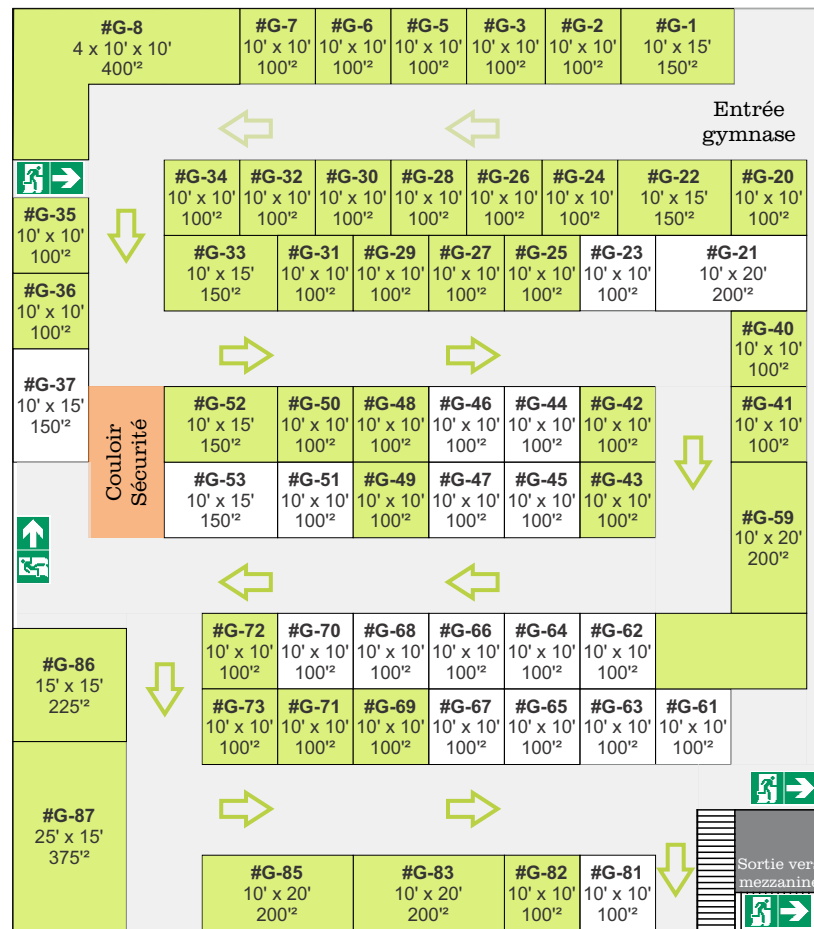 #G-8
4 x 10' x 10'
400'²
#G-7
10' x 10'
100'²
#G-6
10' x 10'
100'²
#G-5
10' x 10'
100'²
#G-3
10' x 10'
100'²
#G-2
10' x 10'
100'²
#G-1
10' x 15'
150'²
Entrée
gymnase
#G-34
10' x 10'
100'²
#G-32
10' x 10'
100'²
#G-30
10' x 10'
100'²
#G-28
10' x 10'
100'²
#G-26
10' x 10'
100'²
#G-24
10' x 10'
100'²
#G-22
10' x 15'
150'²
#G-20
10' x 10'
100'²
#G-35
10' x 10'
100'²
#G-33
10' x 15'
150'²
#G-31
10' x 10'
100'²
#G-29
10' x 10'
100'²
#G-27
10' x 10'
100'²
#G-25
10' x 10'
100'²
#G-23
10' x 10'
100'²
#G-21
10' x 20'
200'²
#G-36
10' x 10'
100'²
#G-40
10' x 10'
100'²
#G-37
10' x 15'
150'²
Couloir
Sécurité
#G-52
10' x 15'
150'²
#G-50
10' x 10'
100'²
#G-48
10' x 10'
100'²
#G-46
10' x 10'
100'²
#G-44
10' x 10'
100'²
#G-42
10' x 10'
100'²
#G-41
10' x 10'
100'²
#G-53
10' x 15'
150'²
#G-51
10' x 10'
100'²
#G-49
10' x 10'
100'²
#G-47
10' x 10'
100'²
#G-45
10' x 10'
100'²
#G-43
10' x 10'
100'²
#G-59
10' x 20'
200'²
#G-72
10' x 10'
100'²
#G-70
10' x 10'
100'²
#G-68
10' x 10'
100'²
#G-66
10' x 10'
100'²
#G-64
10' x 10'
100'²
#G-62
10' x 10'
100'²
#G-86
15' x 15'
225'²
#G-73
10' x 10'
100'²
#G-71
10' x 10'
100'²
#G-69
10' x 10'
100'²
#G-67
10' x 10'
100'²
#G-65
10' x 10'
100'²
#G-63
10' x 10'
100'²
#G-61
10' x 10'
100'²
#G-87
25' x 15'
375'²
#G-85
10' x 20'
200'²
#G-83
10' x 20'
200'²
#G-82
10' x 10'
100'²
#G-81
10' x 10'
100'²
Sortie vers
mezzanine